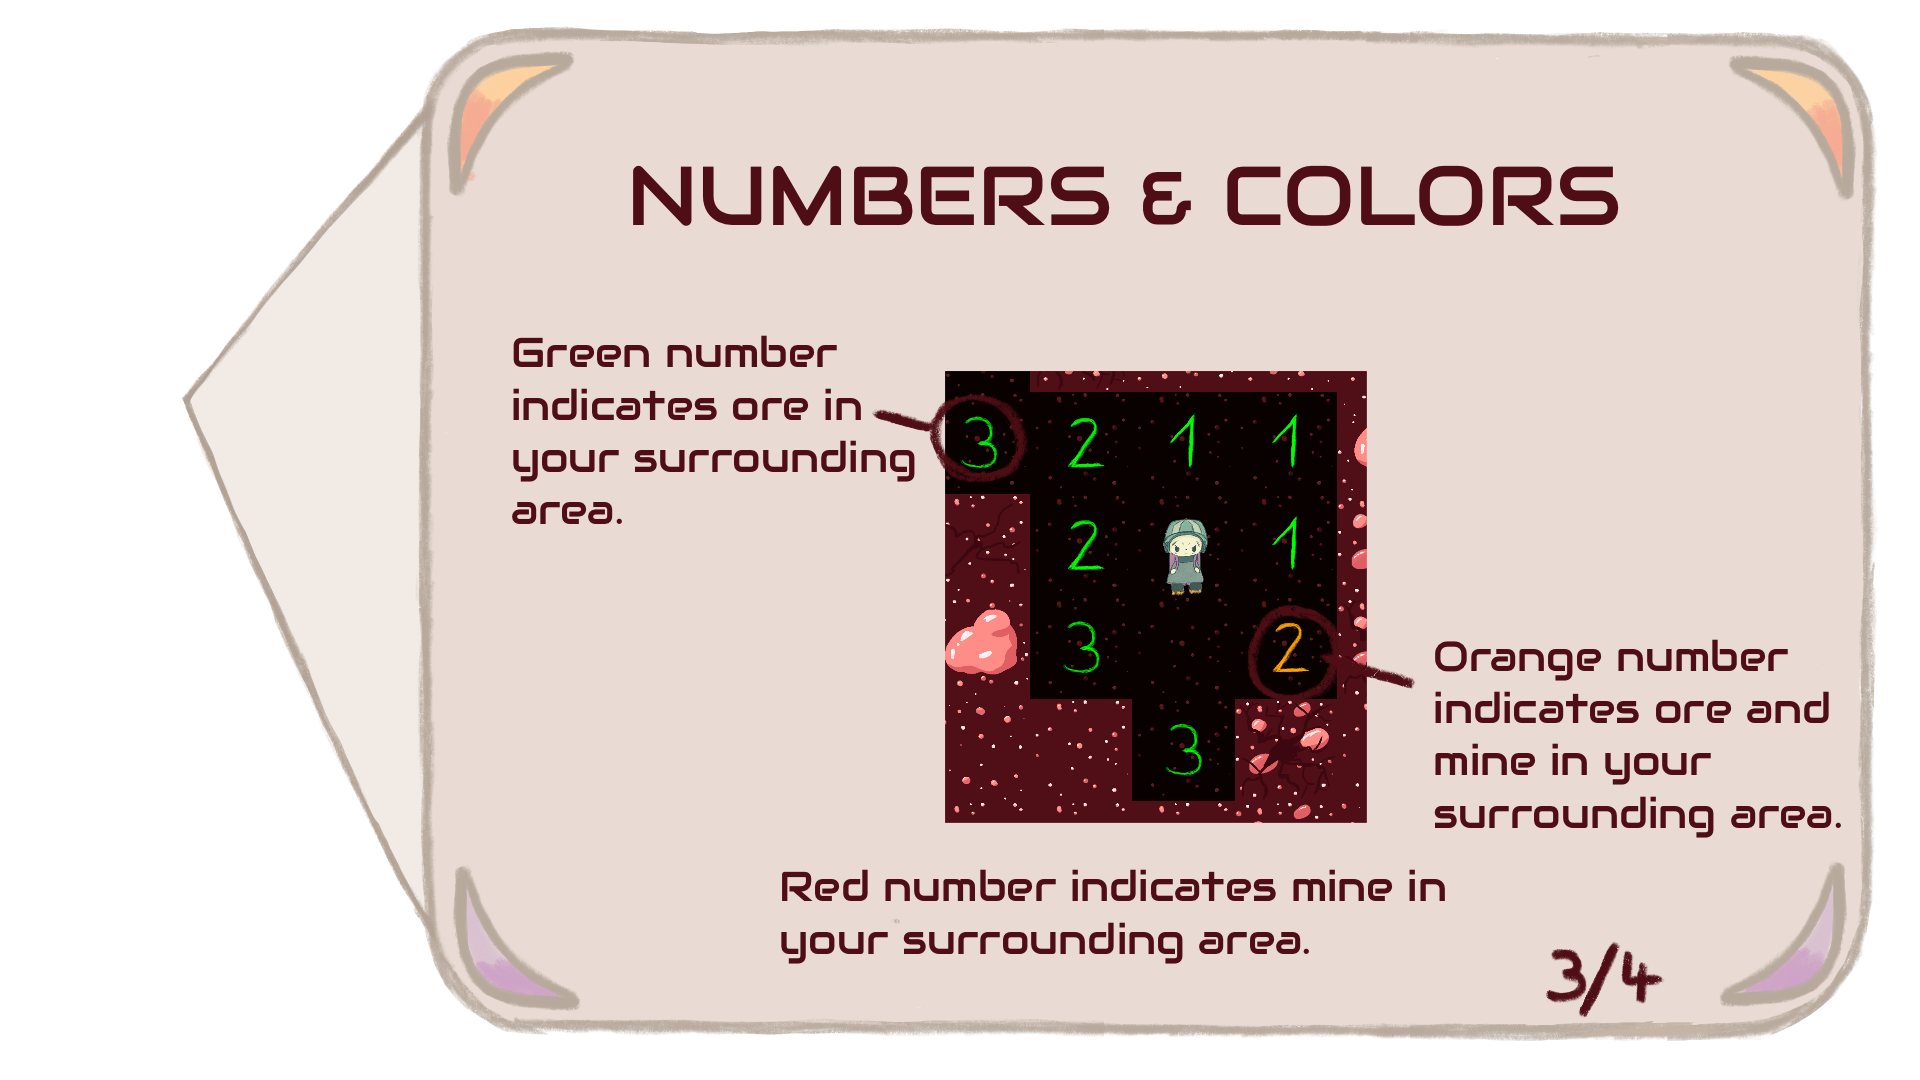 NUMBERS & COLORS
Green number
indicates ore in
your surrounding
area.
3 2 1 1
2 1
3 2
3
Orange number
indicates ore and
mine in your
surrounding area.
Red number indicates mine in
your surrounding area.
3/4